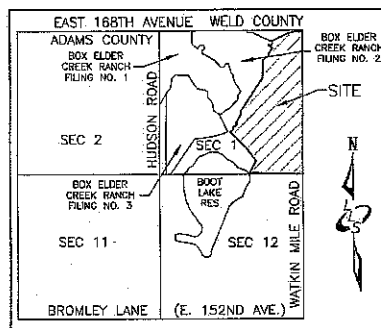 EAST 168TH AVENUE WELD COUNTY
ADAMS COUNTY
BOX ELDER
CREEK RANCH
FILING NO. 1
BOX ELDER
CREEK RANCH
FILING NO. 2
HUDSON ROAD
SITE
SEC 2
SEC 1
N
BOX ELDER
CREEK RANCH
FILING NO. 3
BOOT
LAKE
RES.
WATKIN MILE ROAD
SEC 11
SEC 12
BROMLEY LANE (E. 152ND AVE.)